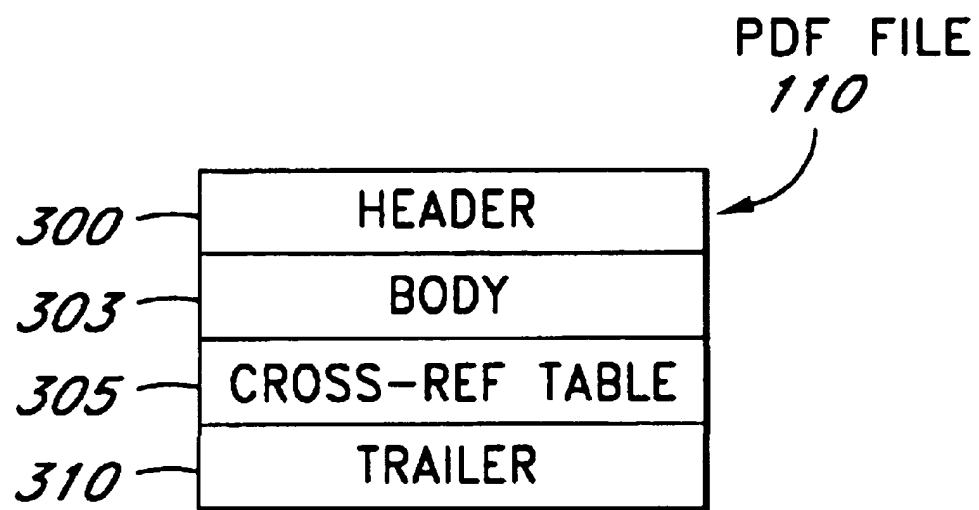 PDF FILE
110
300 HEADER
303 BODY
305 CROSS-REF TABLE
310 TRAILER